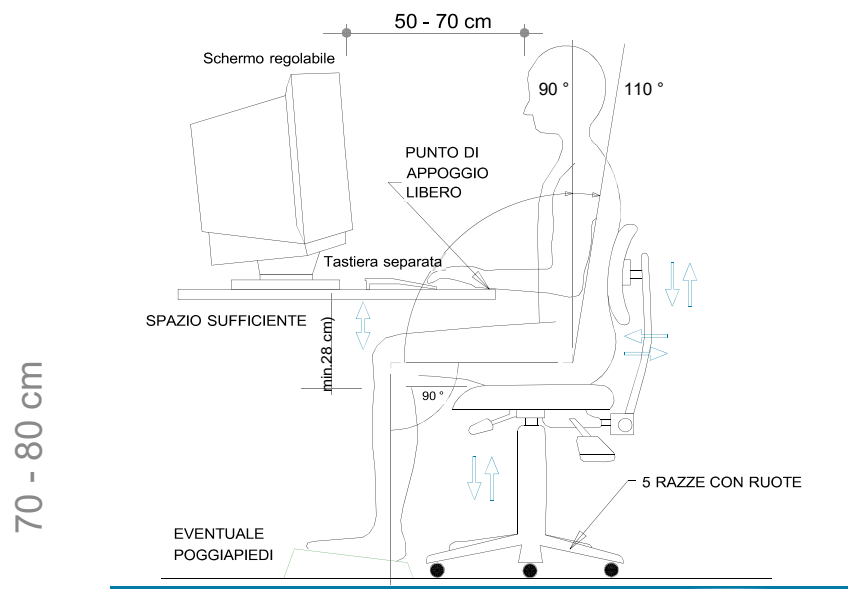 50 - 70 cm
Schermo regolabile
90 °
110 °
PUNTO DI
APPOGGIO
LIBERO
Tastiera separata
SPAZIO SUFFICIENTE
min.28 cm)
90 °
70 - 80 cm
5 RAZZE CON RUOTE
EVENTUALE
POGGIAPIEDI